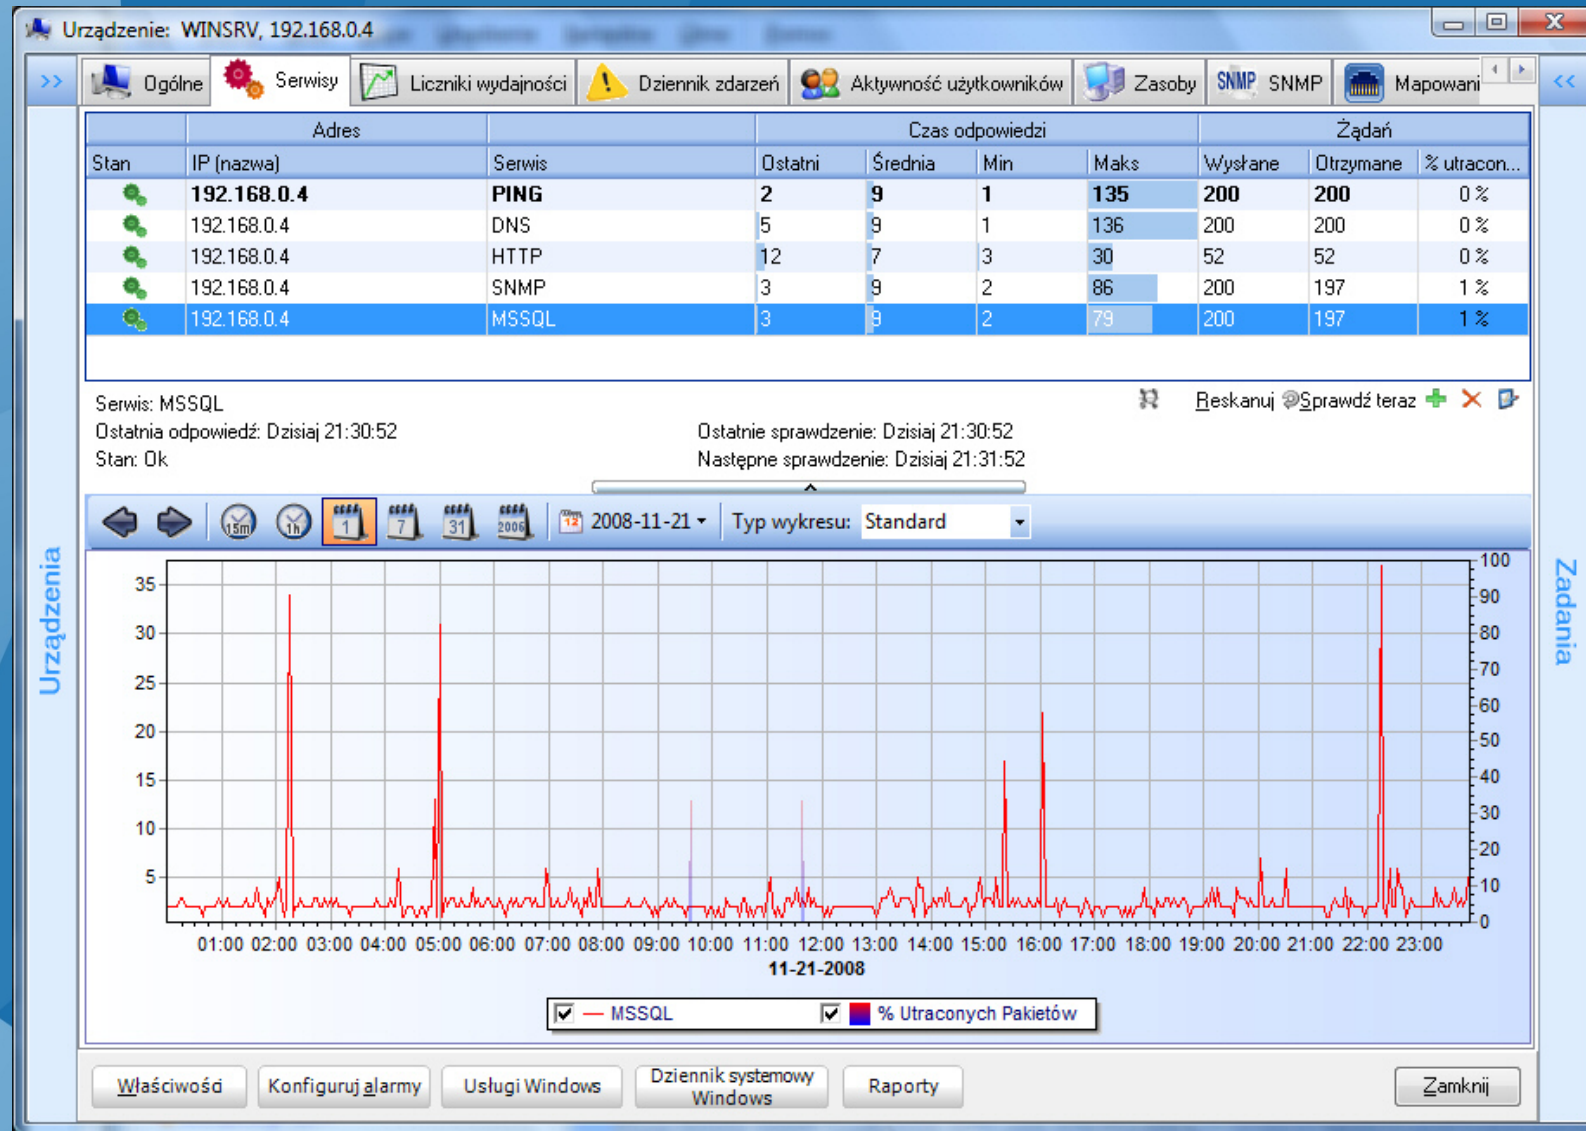 Urządzenie: WINSRV, 192.168.0.4
>> Ogólne Serwisy Liczniki wydajności Dziennik zdarzeń Aktywność użytkowników Zasoby SNMP SNMP Mapowani <<
Adres Czas odpowiedzi Żądań
Stan IP (nazwa) Serwis Ostatni Średnia Min Maks Wysłane Otrzymane % utracon...
192.168.0.4 PING 2 9 1 135 200 200 0 %
192.168.0.4 DNS 5 9 1 136 200 200 0 %
192.168.0.4 HTTP 12 7 3 30 52 52 0 %
192.168.0.4 SNMP 3 9 2 86 200 197 1 %
192.168.0.4 MSSQL 3 9 2 79 200 197 1 %
Serwis: MSSQL
Reskanuj Sprawdź teraz
Ostatnia odpowiedź: Dzisiaj 21:30:52 Ostatnie sprawdzenie: Dzisiaj 21:30:52
Stan: Ok Następne sprawdzenie: Dzisiaj 21:31:52
15m 1h 1 7 31 2006 12 2008-11-21 Typ wykresu: Standard
Urządzenia
Zadania
35
30
25
20
15
10
5
100
90
80
70
60
50
40
30
20
10
0
01:00 02:00 03:00 04:00 05:00 06:00 07:00 08:00 09:00 10:00 11:00 12:00 13:00 14:00 15:00 16:00 17:00 18:00 19:00 20:00 21:00 22:00 23:00
11-21-2008
MSSQL % Utraconych Pakietów
Właściwości Konfiguruj alarmy Usługi Windows Dziennik systemowy Windows Raporty Zamknij